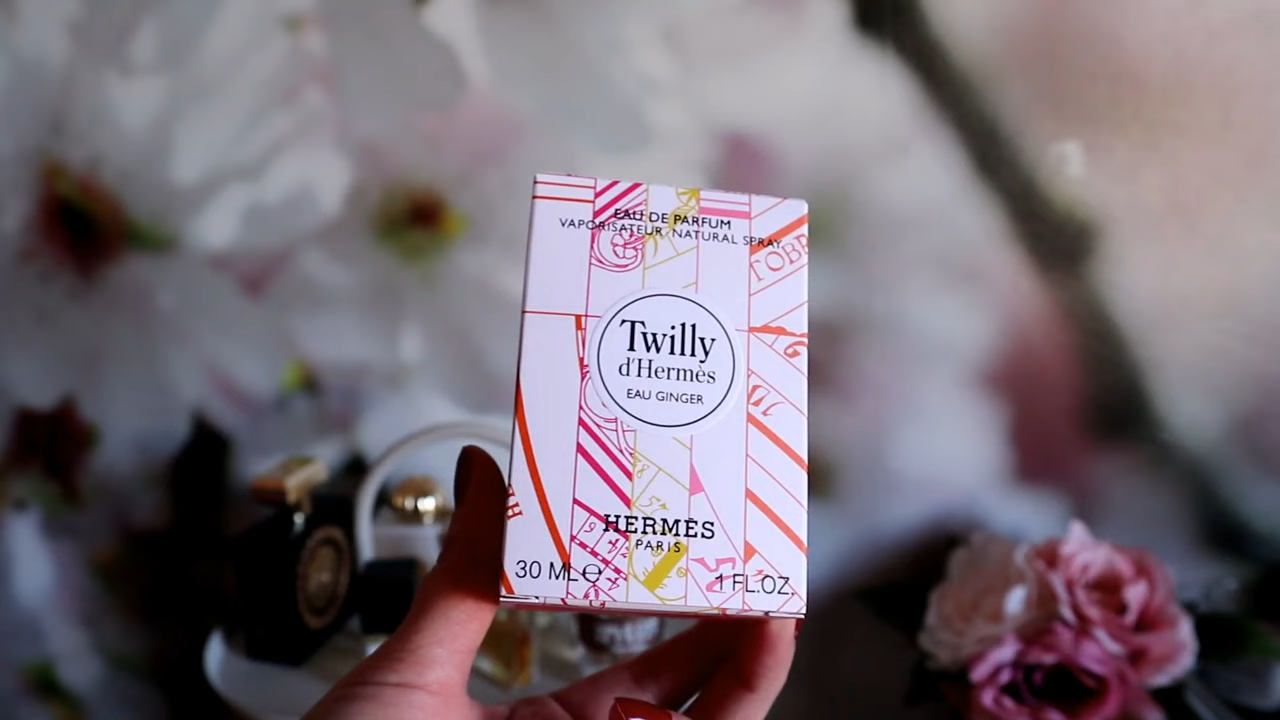 EAU DE PARFUM
VAPORISATEUR NATURAL SPRAY
Twilly
d'Hermès
EAU GINGER
HERMÈS
PARIS
30 ML℮ 1 FL.OZ.